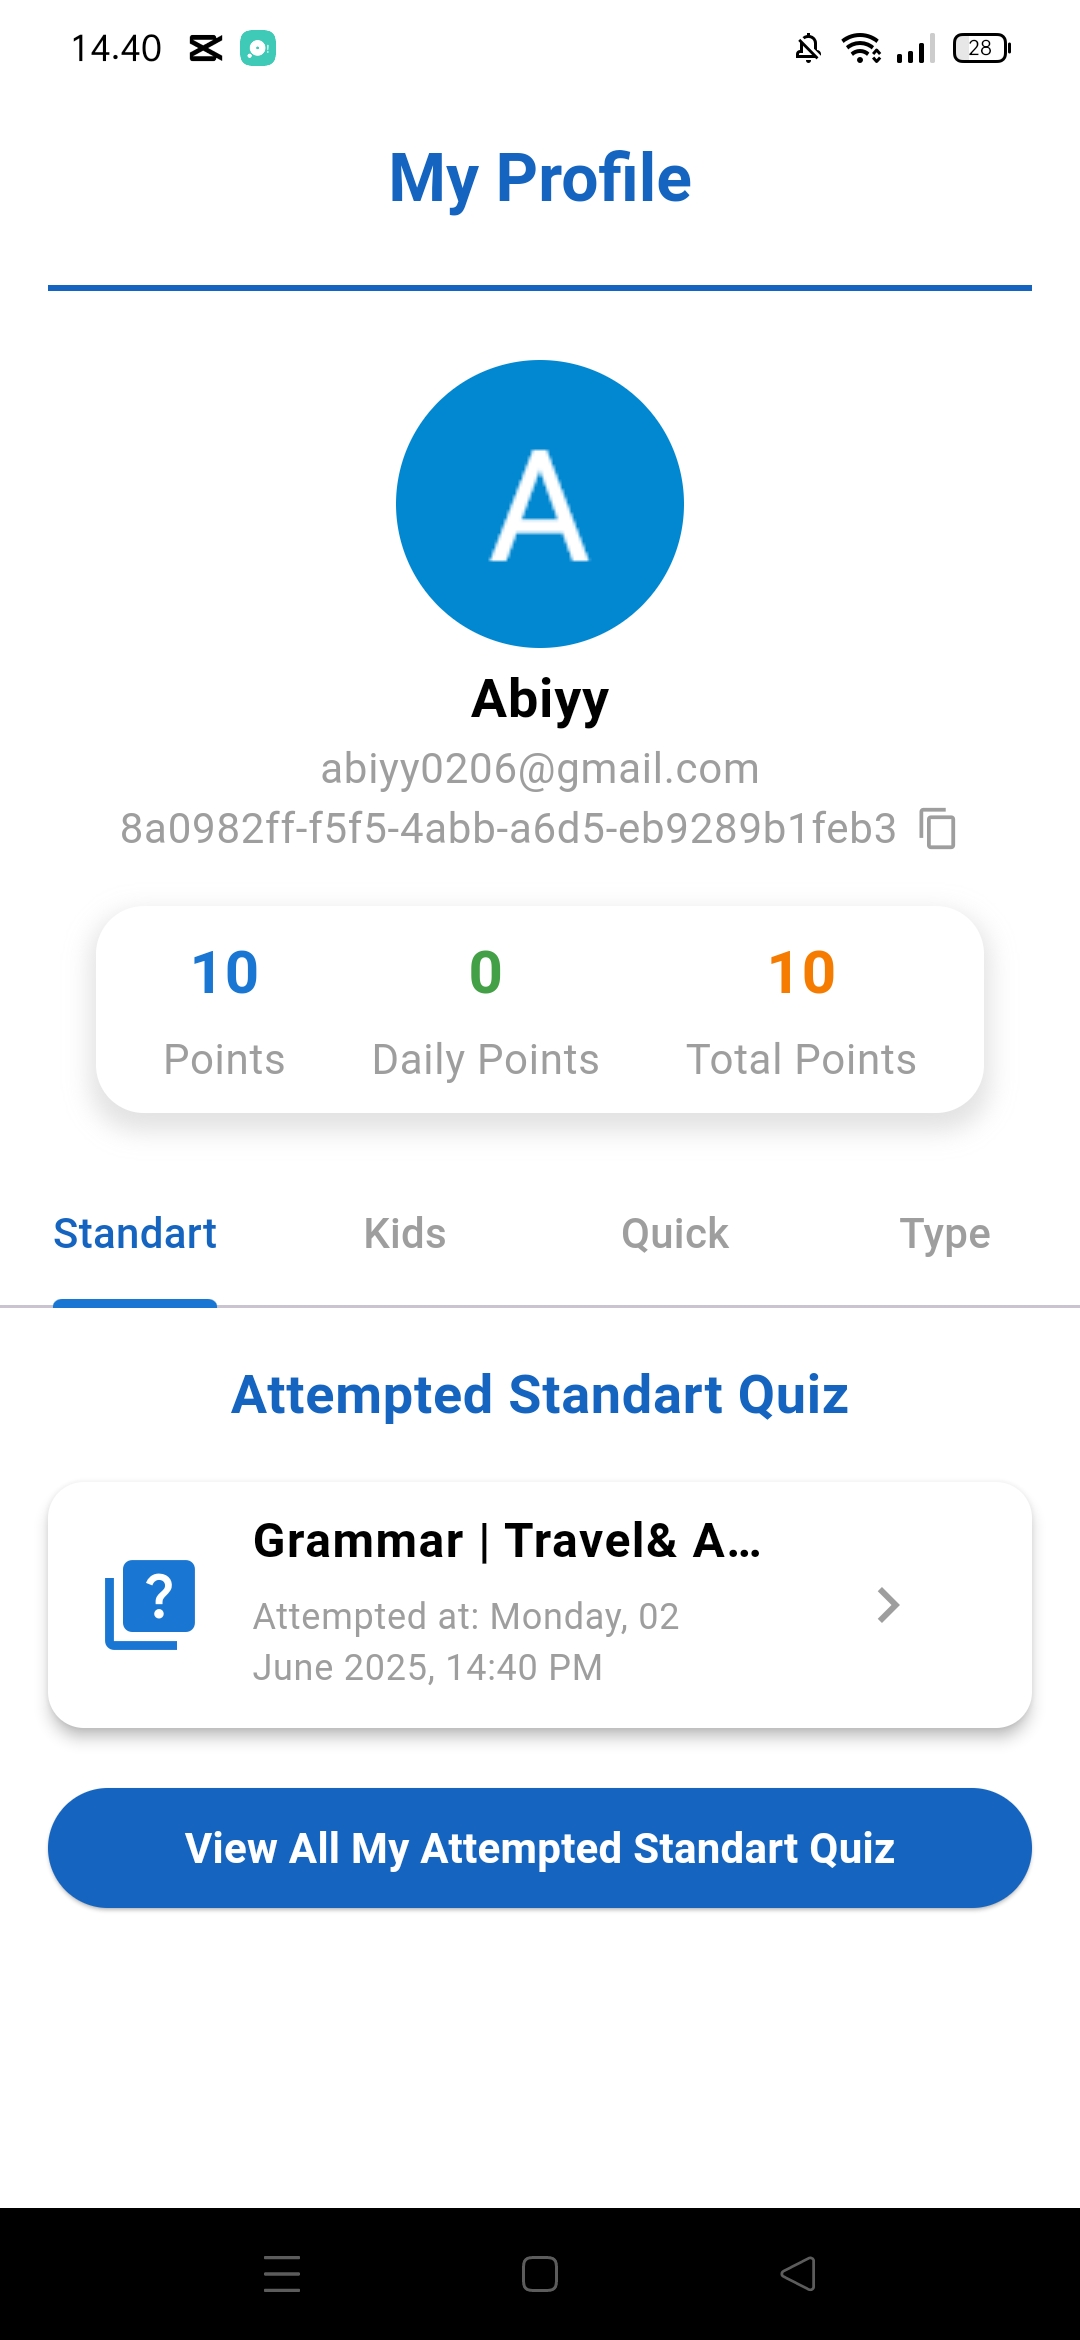 14.40
28
My Profile
A
Abiyy
abiyy0206@gmail.com
8a0982ff-f5f5-4abb-a6d5-eb9289b1feb3
10 0 10
Points Daily Points Total Points
Standart Kids Quick Type
Attempted Standart Quiz
Grammar | Travel& A...
?
Attempted at: Monday, 02
June 2025, 14:40 PM
View All My Attempted Standart Quiz